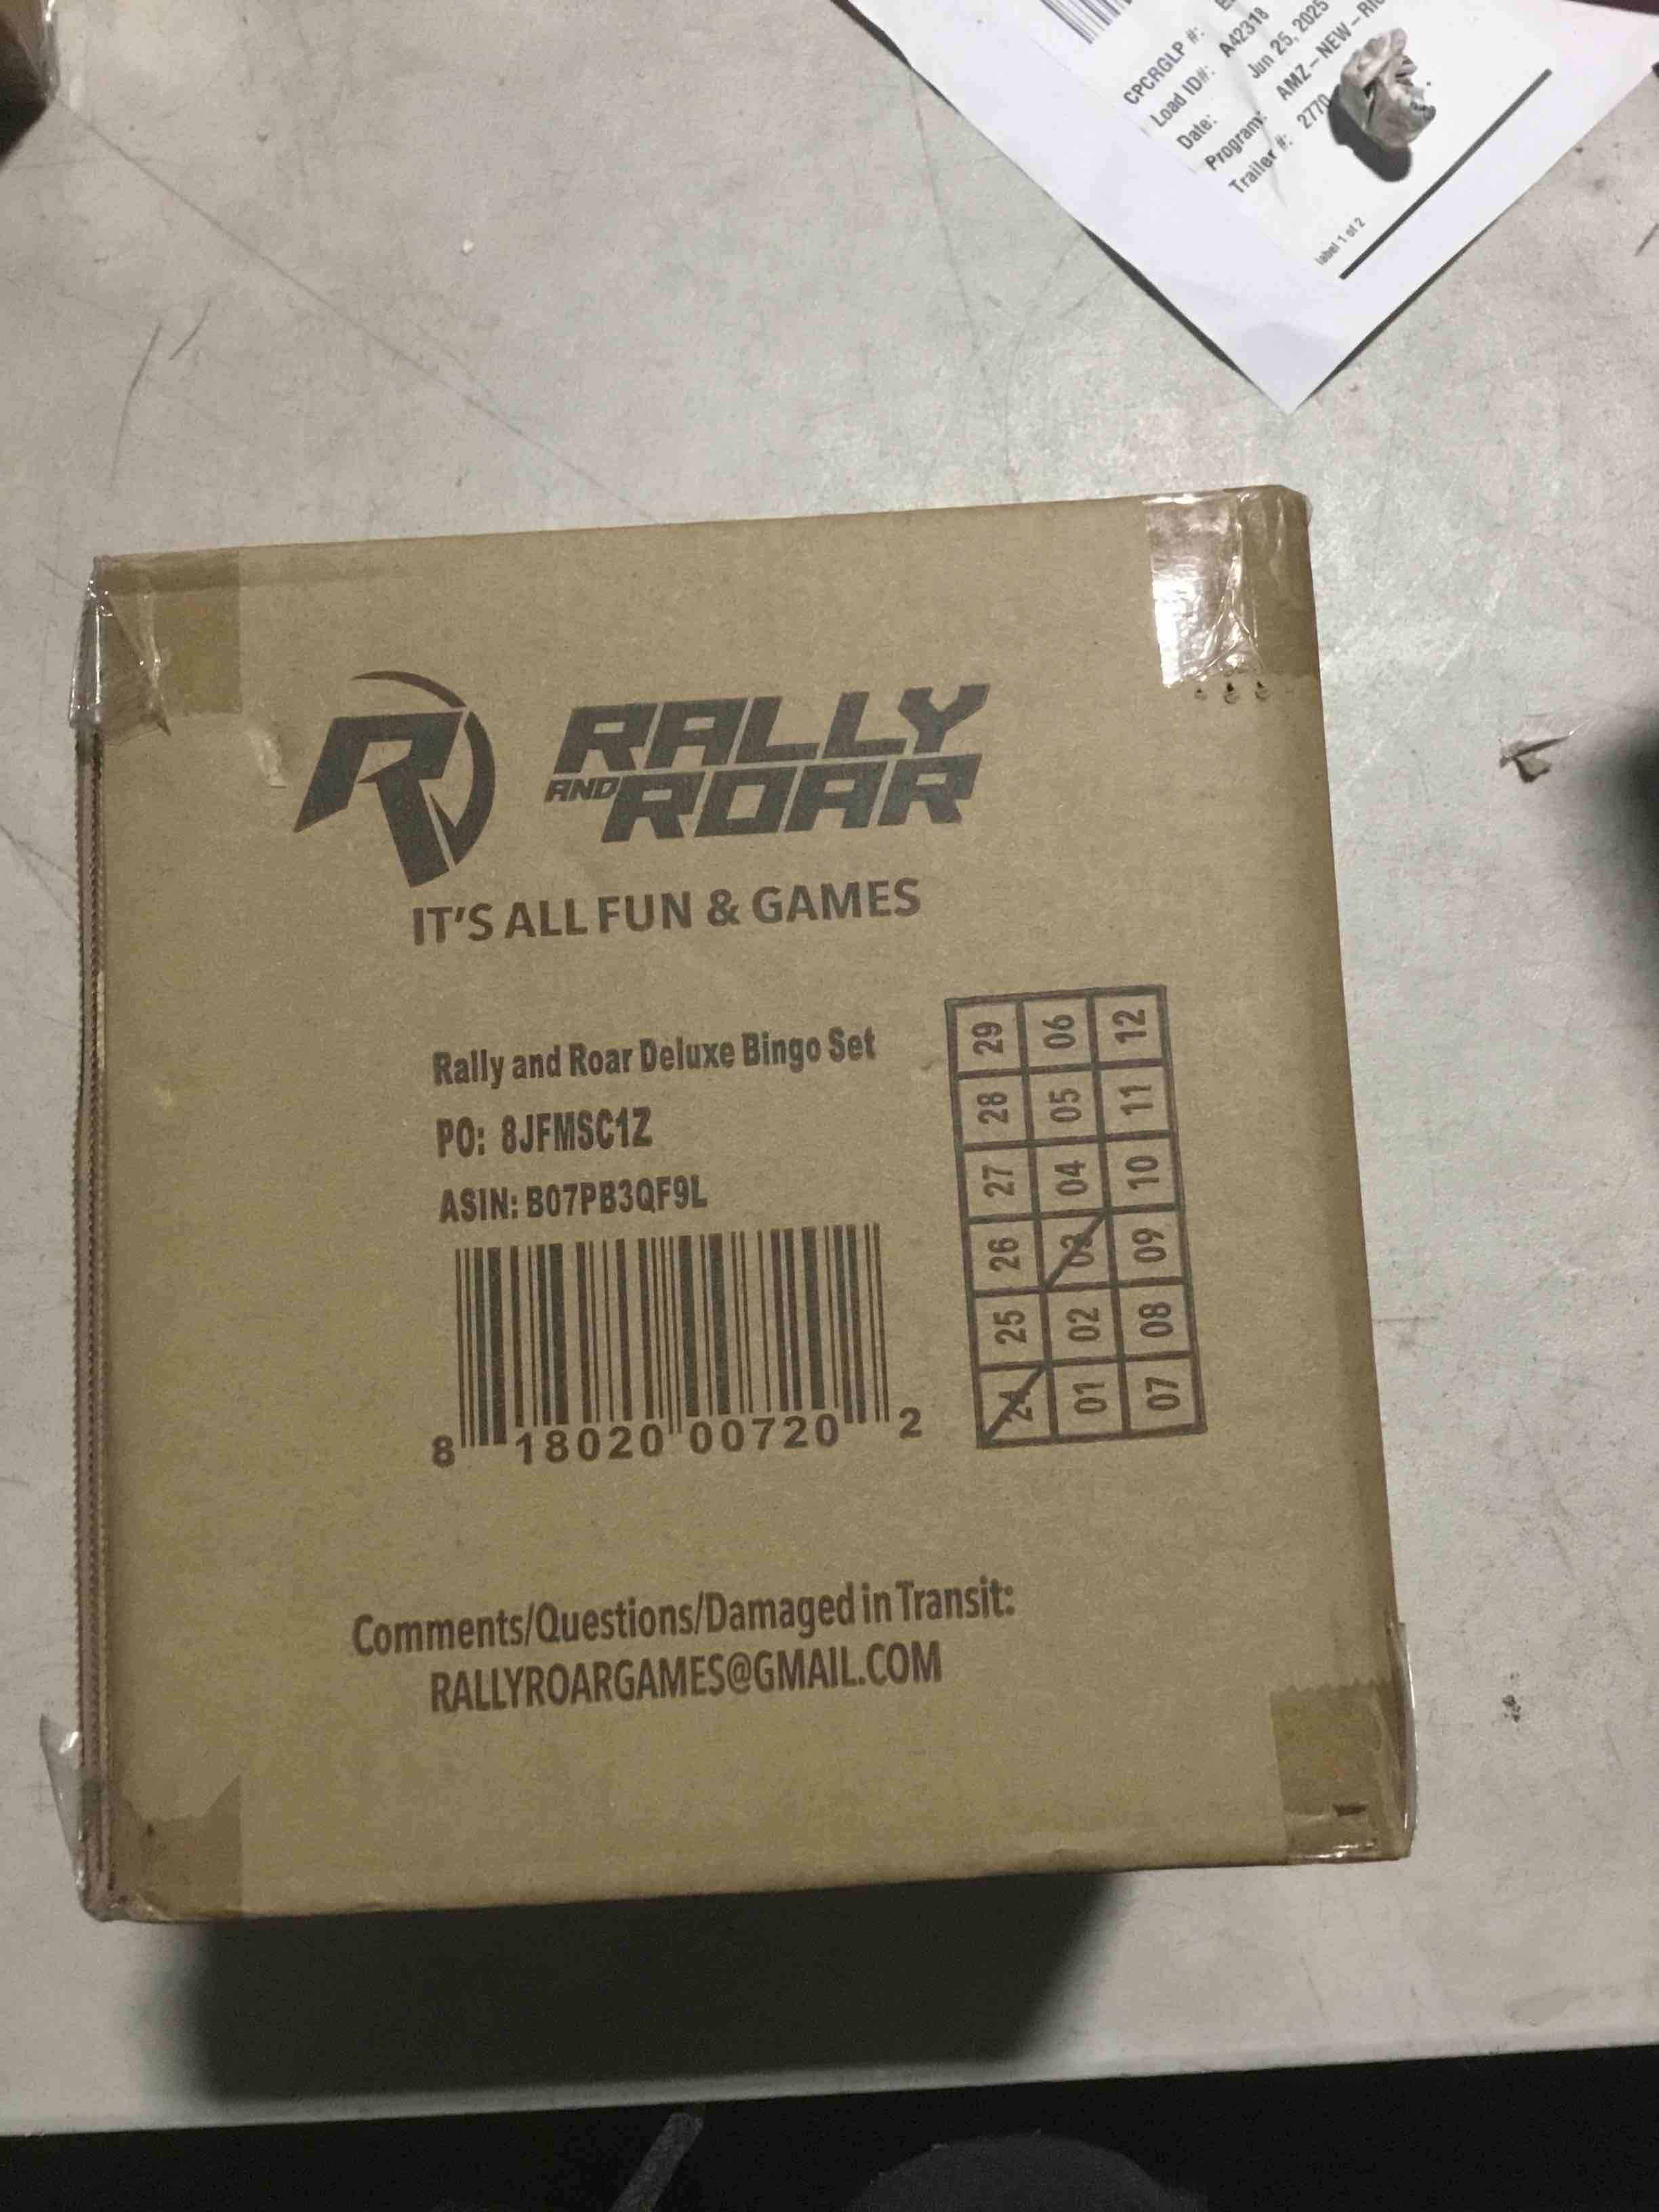 CPCRGLP #:
Load ID#: A42318
Date: Jun 25, 2025
Program: AMZ – NEW –
Trailer #: 2770
label 1 of 2
R
RALLY
AND ROAR
IT'S ALL FUN & GAMES
Rally and Roar Deluxe Bingo Set
PO: 8JFMSC1Z
ASIN: B07PB3QF9L
8 18020 00720 2
24 25 26 27 28 29
01 02 03 04 05 06
07 08 09 10 11 12
Comments/Questions/Damaged in Transit:
RALLYROARGAMES@GMAIL.COM